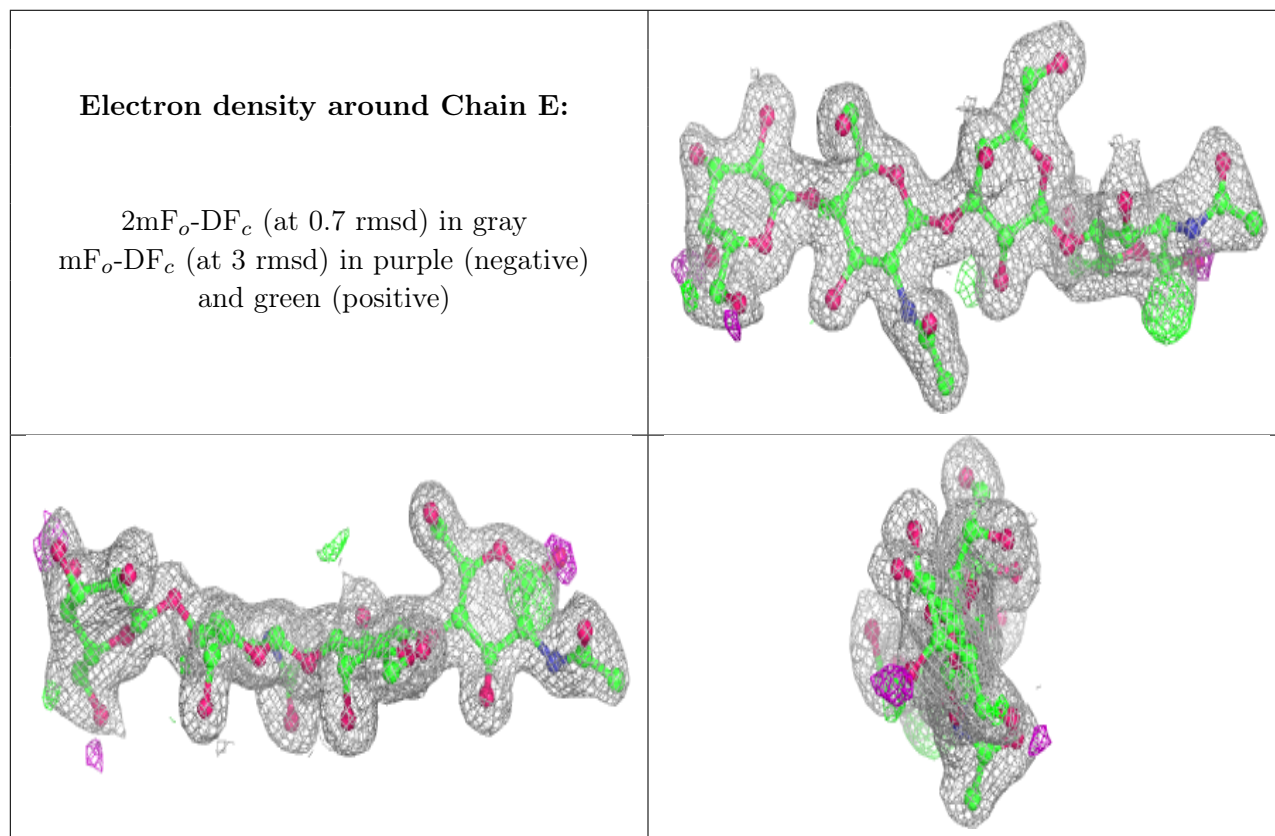 Electron density around Chain E:
2mFo-DFc (at 0.7 rmsd) in gray
mFo-DFc (at 3 rmsd) in purple (negative)
and green (positive)